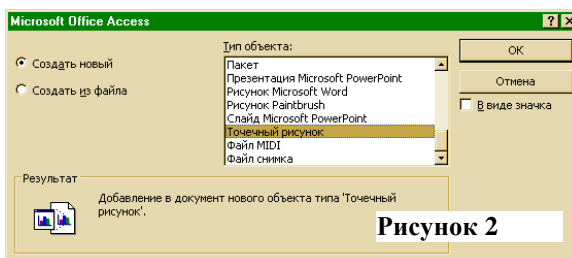 Microsoft Office Access
Тип объекта:
Создать новый
Создать из файла
Пакет
Презентация Microsoft PowerPoint
Рисунок Microsoft Word
Рисунок Paintbrush
Слайд Microsoft PowerPoint
Точечный рисунок
Файл MIDI
Файл снимка
ОК
Отмена
В виде значка
Результат
Добавление в документ нового объекта типа 'Точечный
рисунок'.
Рисунок 2